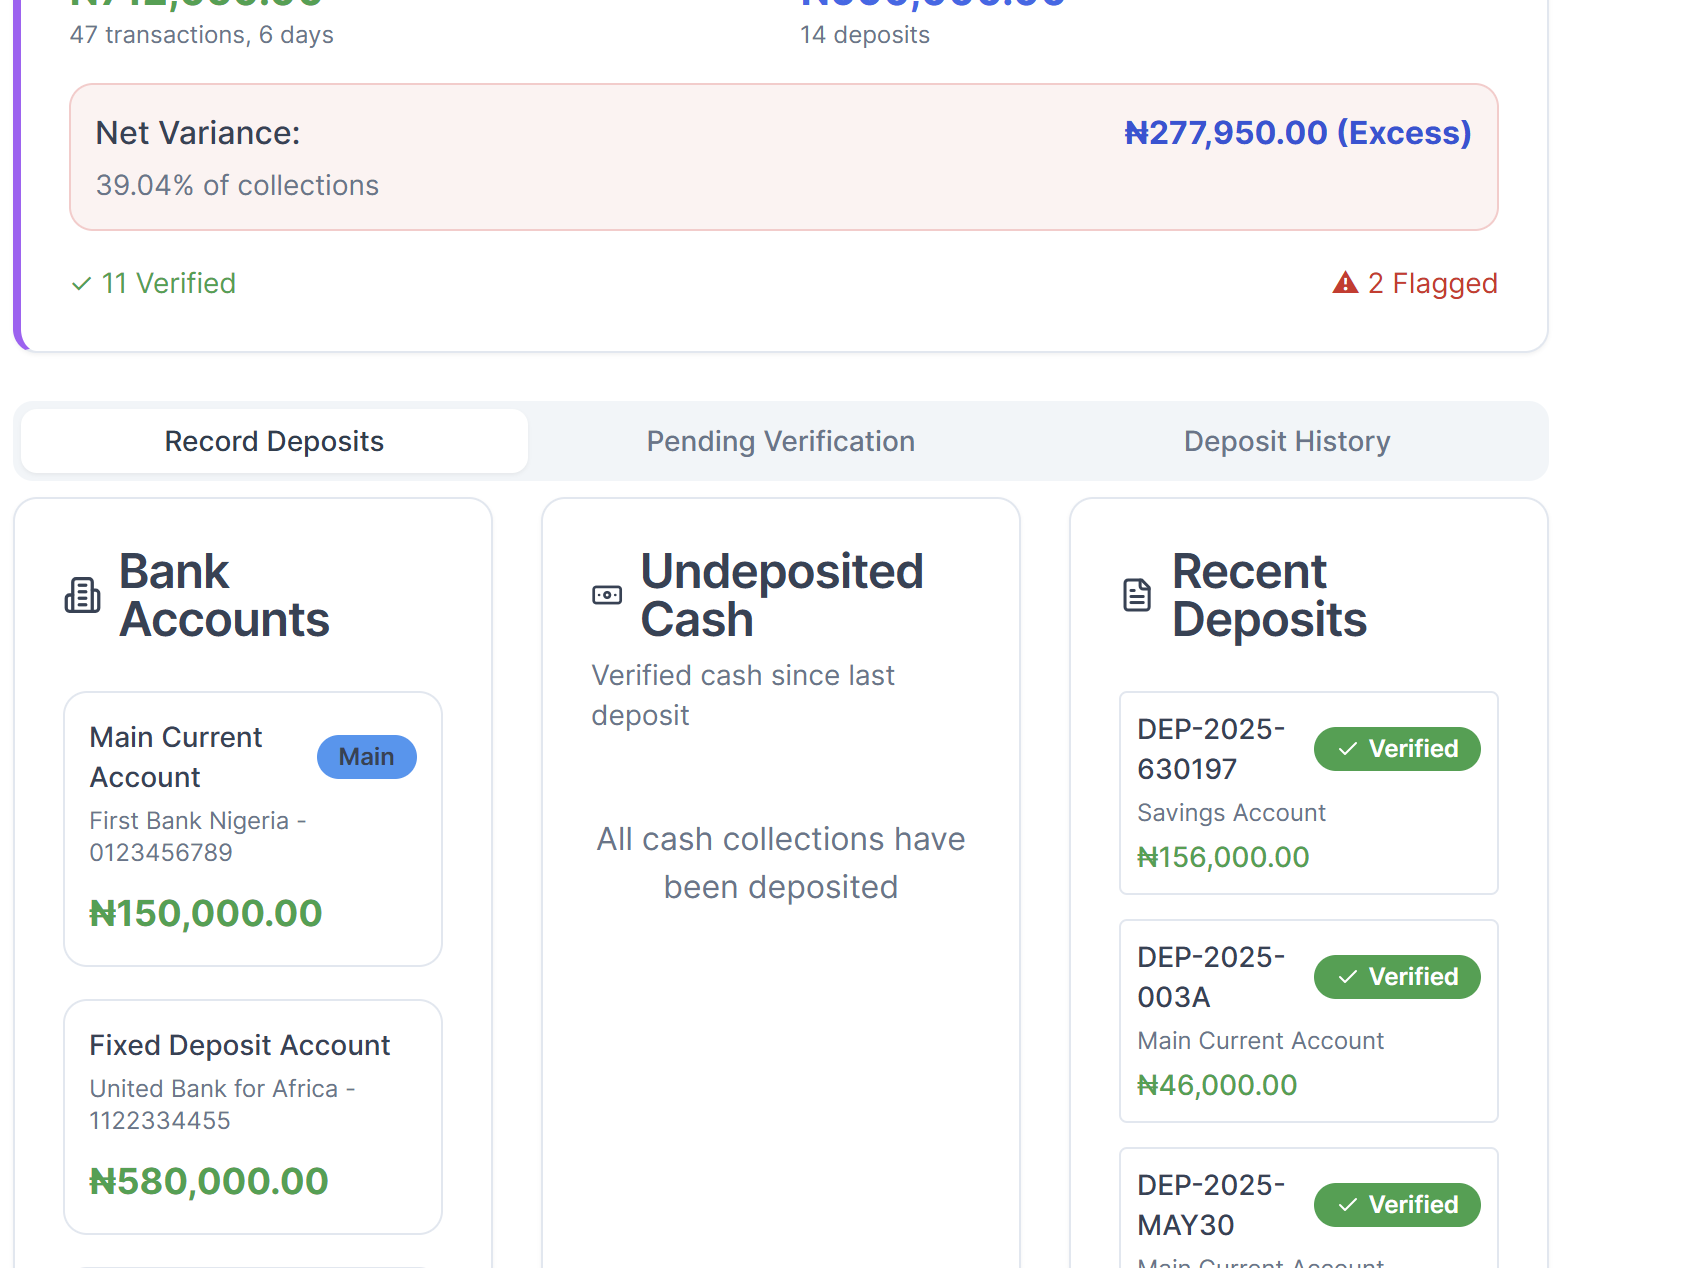 47 transactions, 6 days
14 deposits
Net Variance:
₦277,950.00 (Excess)
39.04% of collections
11 Verified
2 Flagged
Record Deposits
Pending Verification
Deposit History
Bank
Accounts
Main Current
Account
Main
First Bank Nigeria -
0123456789
₦150,000.00
Fixed Deposit Account
United Bank for Africa -
1122334455
₦580,000.00
Undeposited
Cash
Verified cash since last
deposit
All cash collections have
been deposited
Recent
Deposits
DEP-2025-
630197
Verified
Savings Account
₦156,000.00
DEP-2025-
003A
Verified
Main Current Account
₦46,000.00
DEP-2025-
MAY30
Verified
Main Current Account